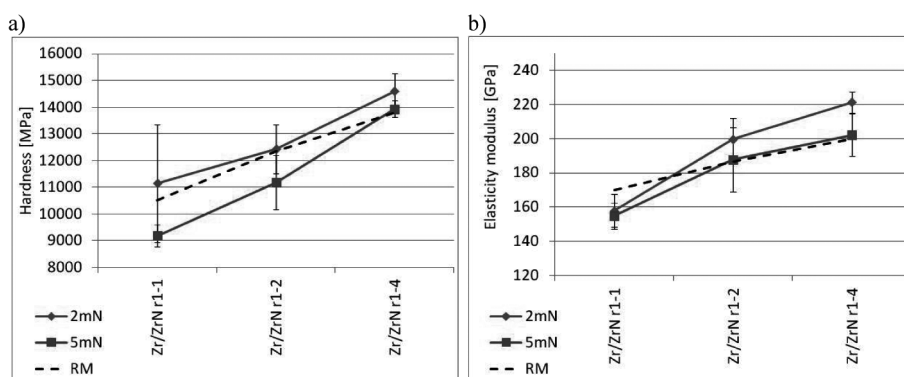 a)
16000
15000
14000
13000
12000
11000
10000
9000
8000
Hardness [MPa]
Zr/ZrN r1-1
Zr/ZrN r1-2
Zr/ZrN r1-4
2mN
5mN
RM
b)
240
220
200
180
160
140
120
Elasticity modulus [GPa]
Zr/ZrN r1-1
Zr/ZrN r1-2
Zr/ZrN r1-4
2mN
5mN
RM